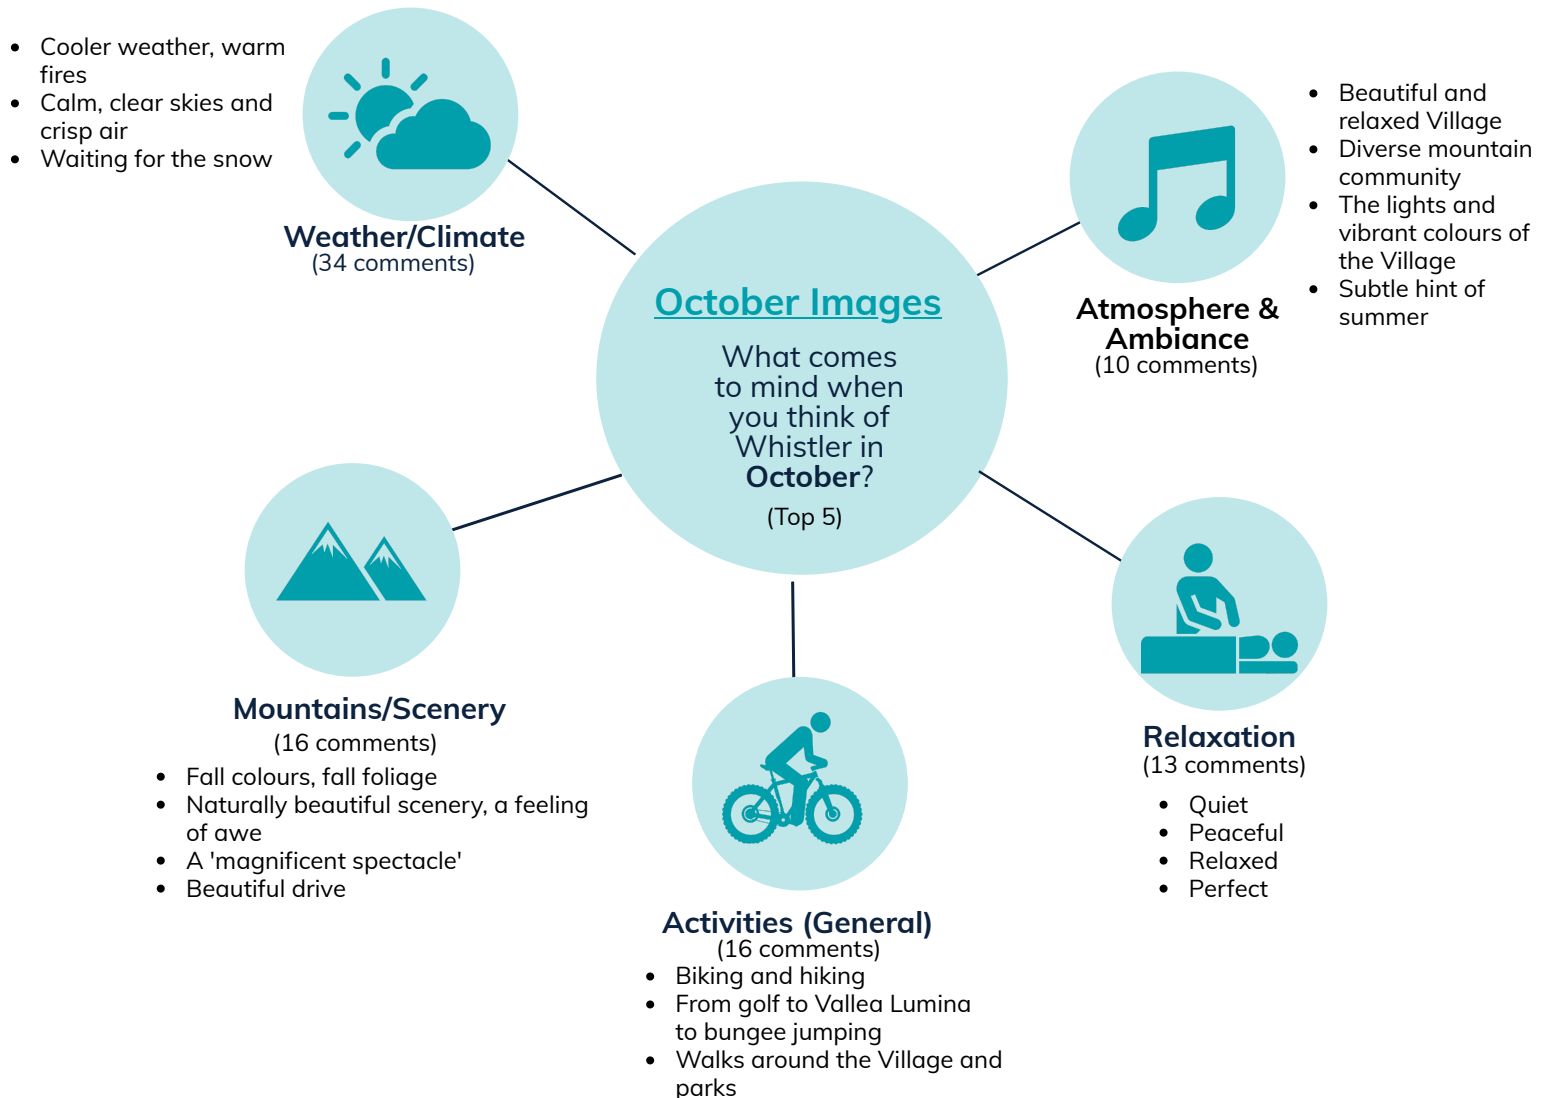 October Images
What comes
to mind when
you think of
Whistler in
October?
(Top 5)
• Cooler weather, warm
fires
• Calm, clear skies and
crisp air
• Waiting for the snow
Weather/Climate
(34 comments)
• Beautiful and
relaxed Village
• Diverse mountain
community
• The lights and
vibrant colours of
the Village
• Subtle hint of
summer
Atmosphere &
Ambiance
(10 comments)
Mountains/Scenery
(16 comments)
• Fall colours, fall foliage
• Naturally beautiful scenery, a feeling
of awe
• A 'magnificent spectacle'
• Beautiful drive
Activities (General)
(16 comments)
• Biking and hiking
• From golf to Vallea Lumina
to bungee jumping
• Walks around the Village and
parks
Relaxation
(13 comments)
• Quiet
• Peaceful
• Relaxed
• Perfect